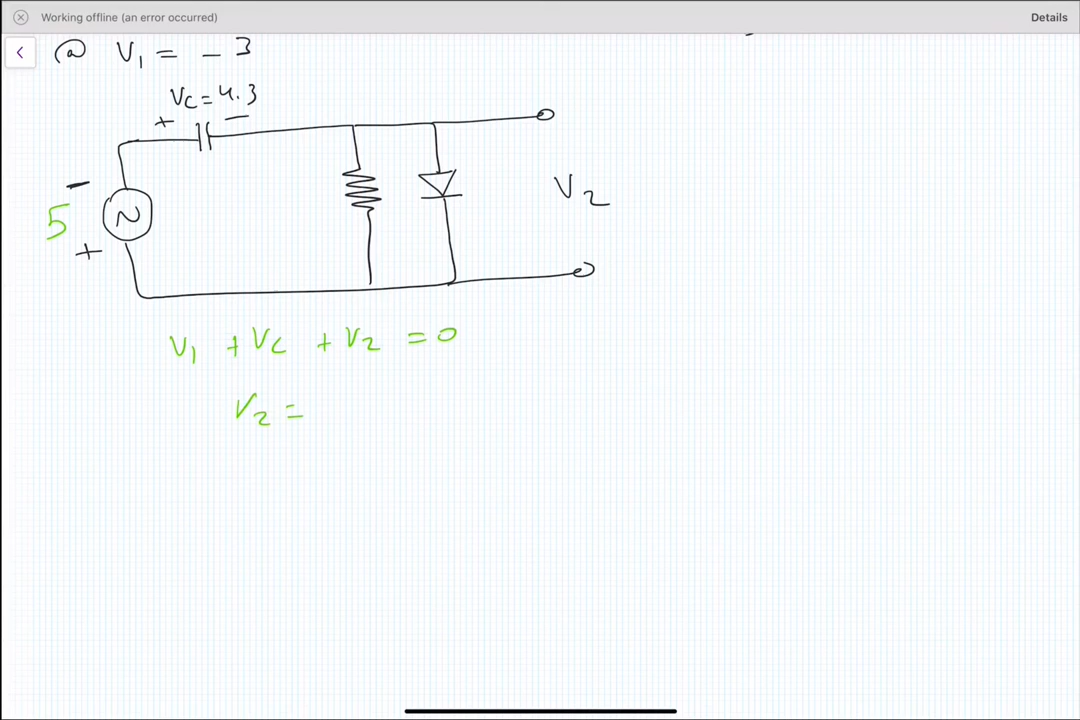 Working offline (an error occurred) Details
@ V1 = - 3
Vc = 4.3
+ -
-
5
+
V2
V1 + Vc + V2 = 0
V2 =